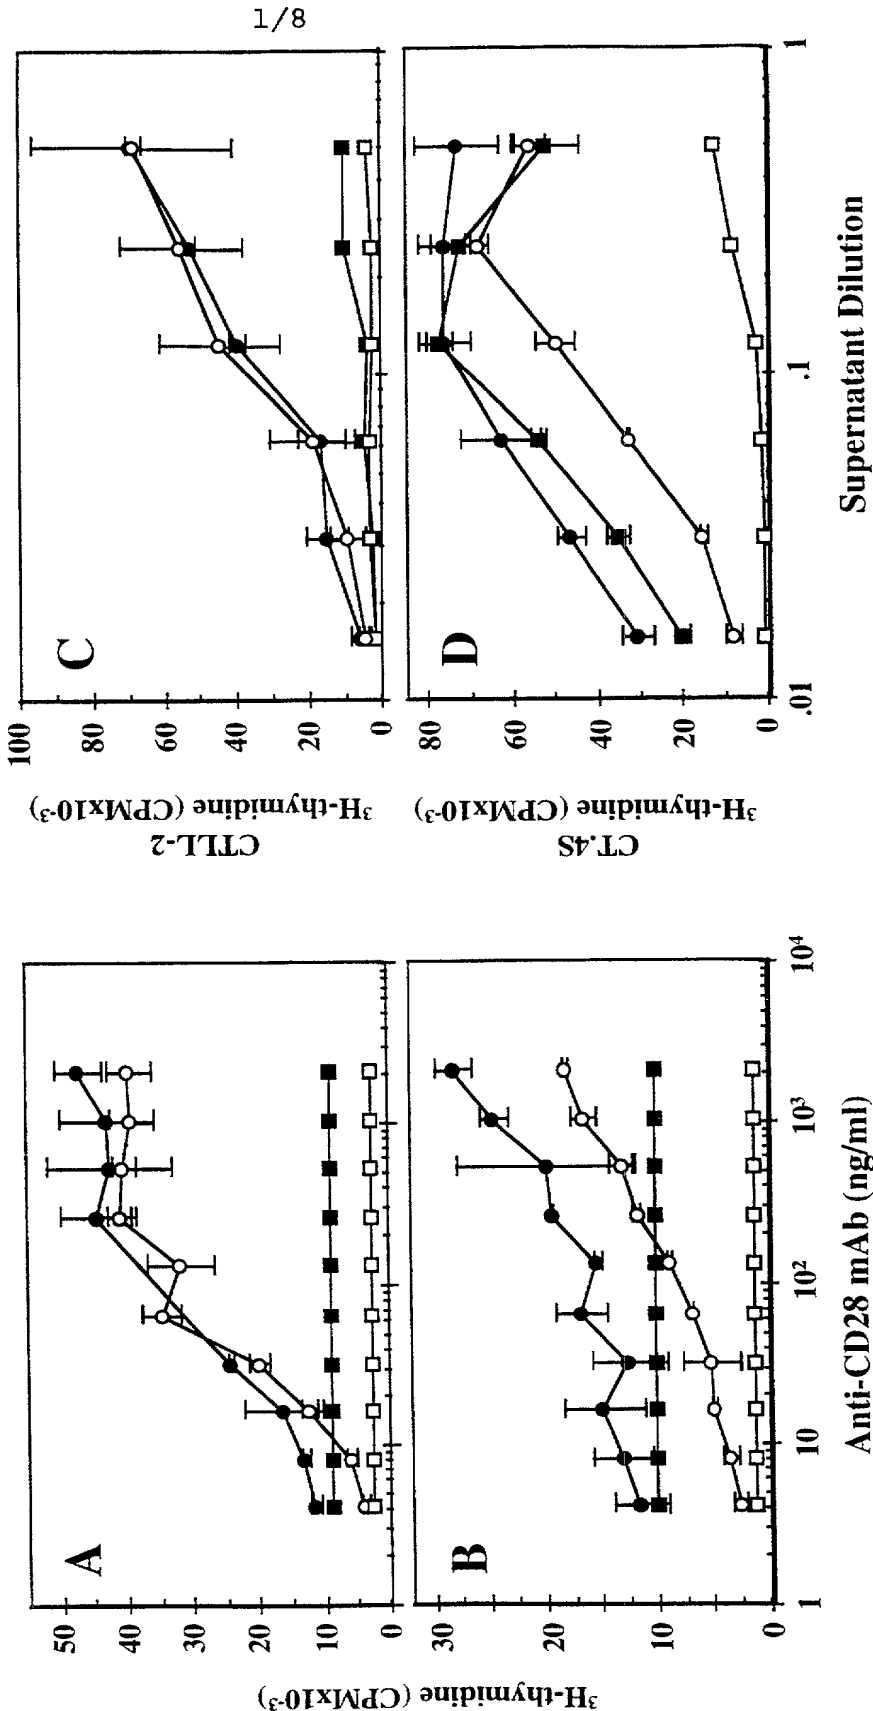 1/8
C
100
80
60
40
20
0
³H-thymidine (CPMx10⁻³)
CTLL-2
D
80
60
40
20
0
³H-thymidine (CPMx10⁻³)
CT.4S
.01
.1
1
Supernatant Dilution
A
50
40
30
20
10
0
B
30
20
10
0
³H-thymidine (CPMx10⁻³)
1
10
10²
10³
10⁴
Anti-CD28 mAb (ng/ml)